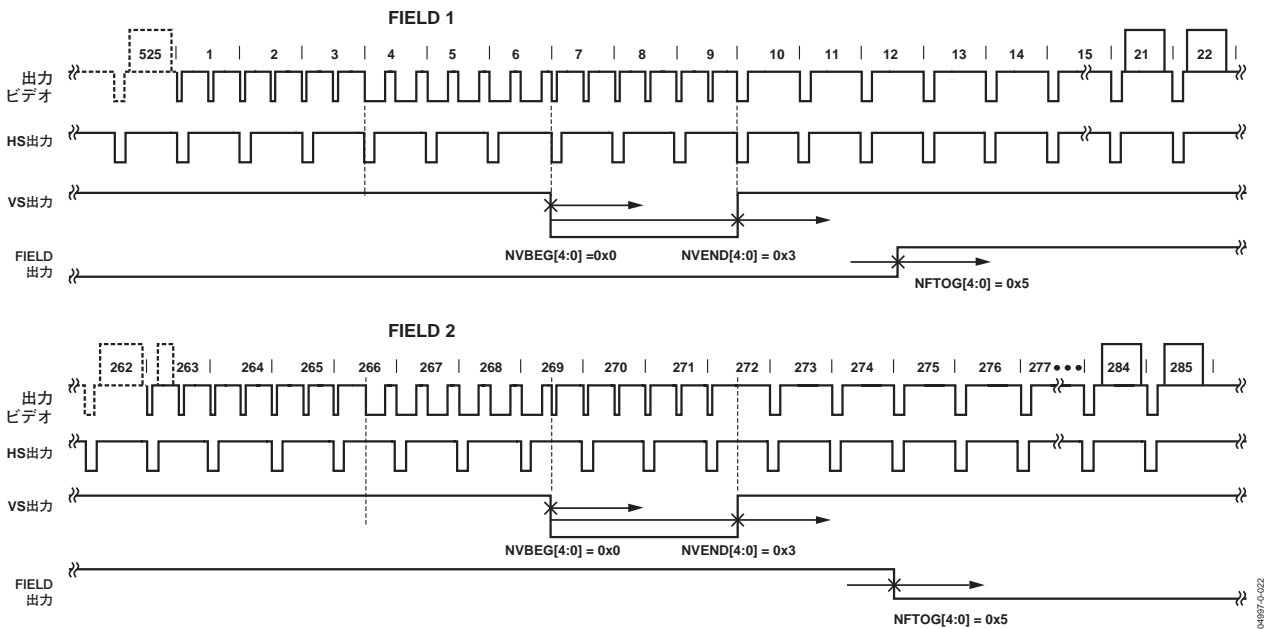 FIELD 1
525 1 2 3 4 5 6 7 8 9 10 11 12 13 14 15 21 22
出力
ビデオ
HS出力
VS出力
NVBEG[4:0] =0x0 NVEND[4:0] = 0x3
FIELD
出力
NFTOG[4:0] = 0x5
FIELD 2
262 263 264 265 266 267 268 269 270 271 272 273 274 275 276 277 284 285
出力
ビデオ
HS出力
VS出力
NVBEG[4:0] = 0x0 NVEND[4:0] = 0x3
FIELD
出力
NFTOG[4:0] = 0x5
04997-0-022